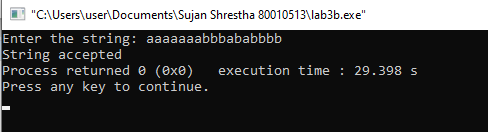 "C:\Users\user\Documents\Sujan Shrestha 80010513\lab3b.exe"
Enter the string: aaaaaaabbbababbbb
String accepted
Process returned 0 (0x0)   execution time : 29.398 s
Press any key to continue.